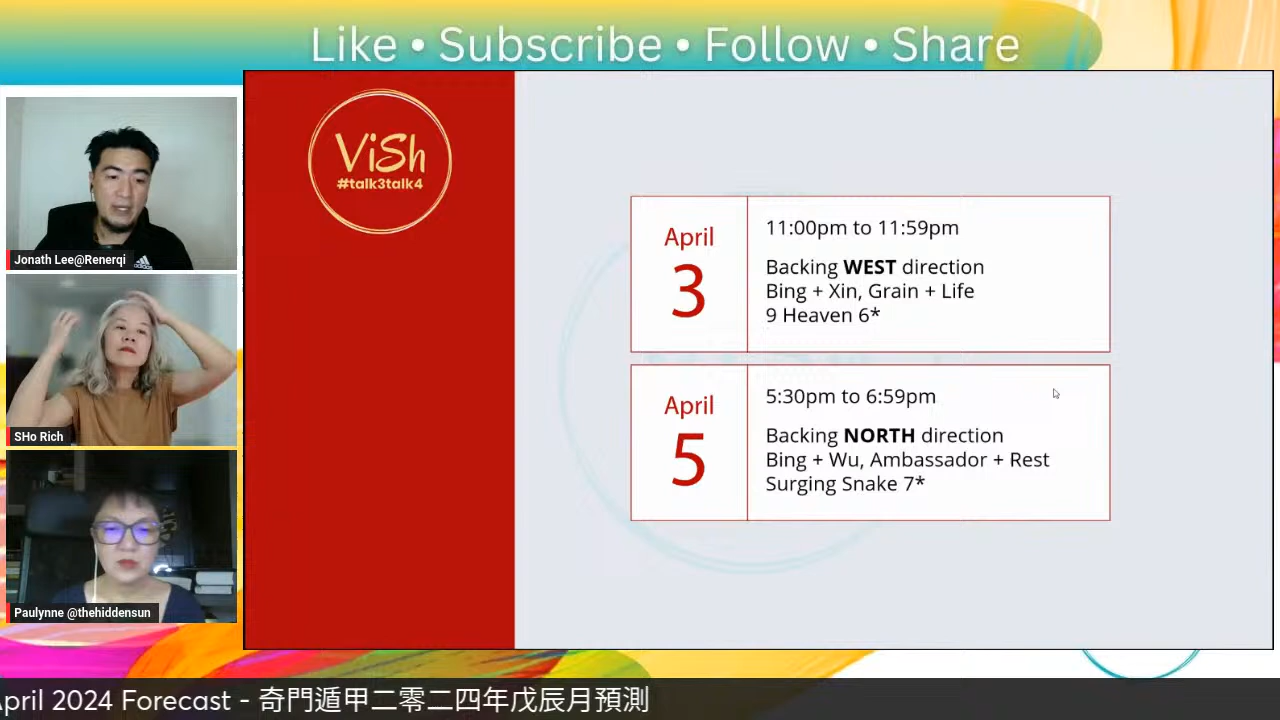 Like • Subscribe • Follow • Share
ViSh
#talk3talk4
Jonath Lee@Renerqi
adidas
SHo Rich
Paulynne @thehiddensun
April
3
11:00pm to 11:59pm
Backing WEST direction
Bing + Xin, Grain + Life
9 Heaven 6*
April
5
5:30pm to 6:59pm
Backing NORTH direction
Bing + Wu, Ambassador + Rest
Surging Snake 7*
April 2024 Forecast - 奇門遁甲二零二四年戊辰月預測